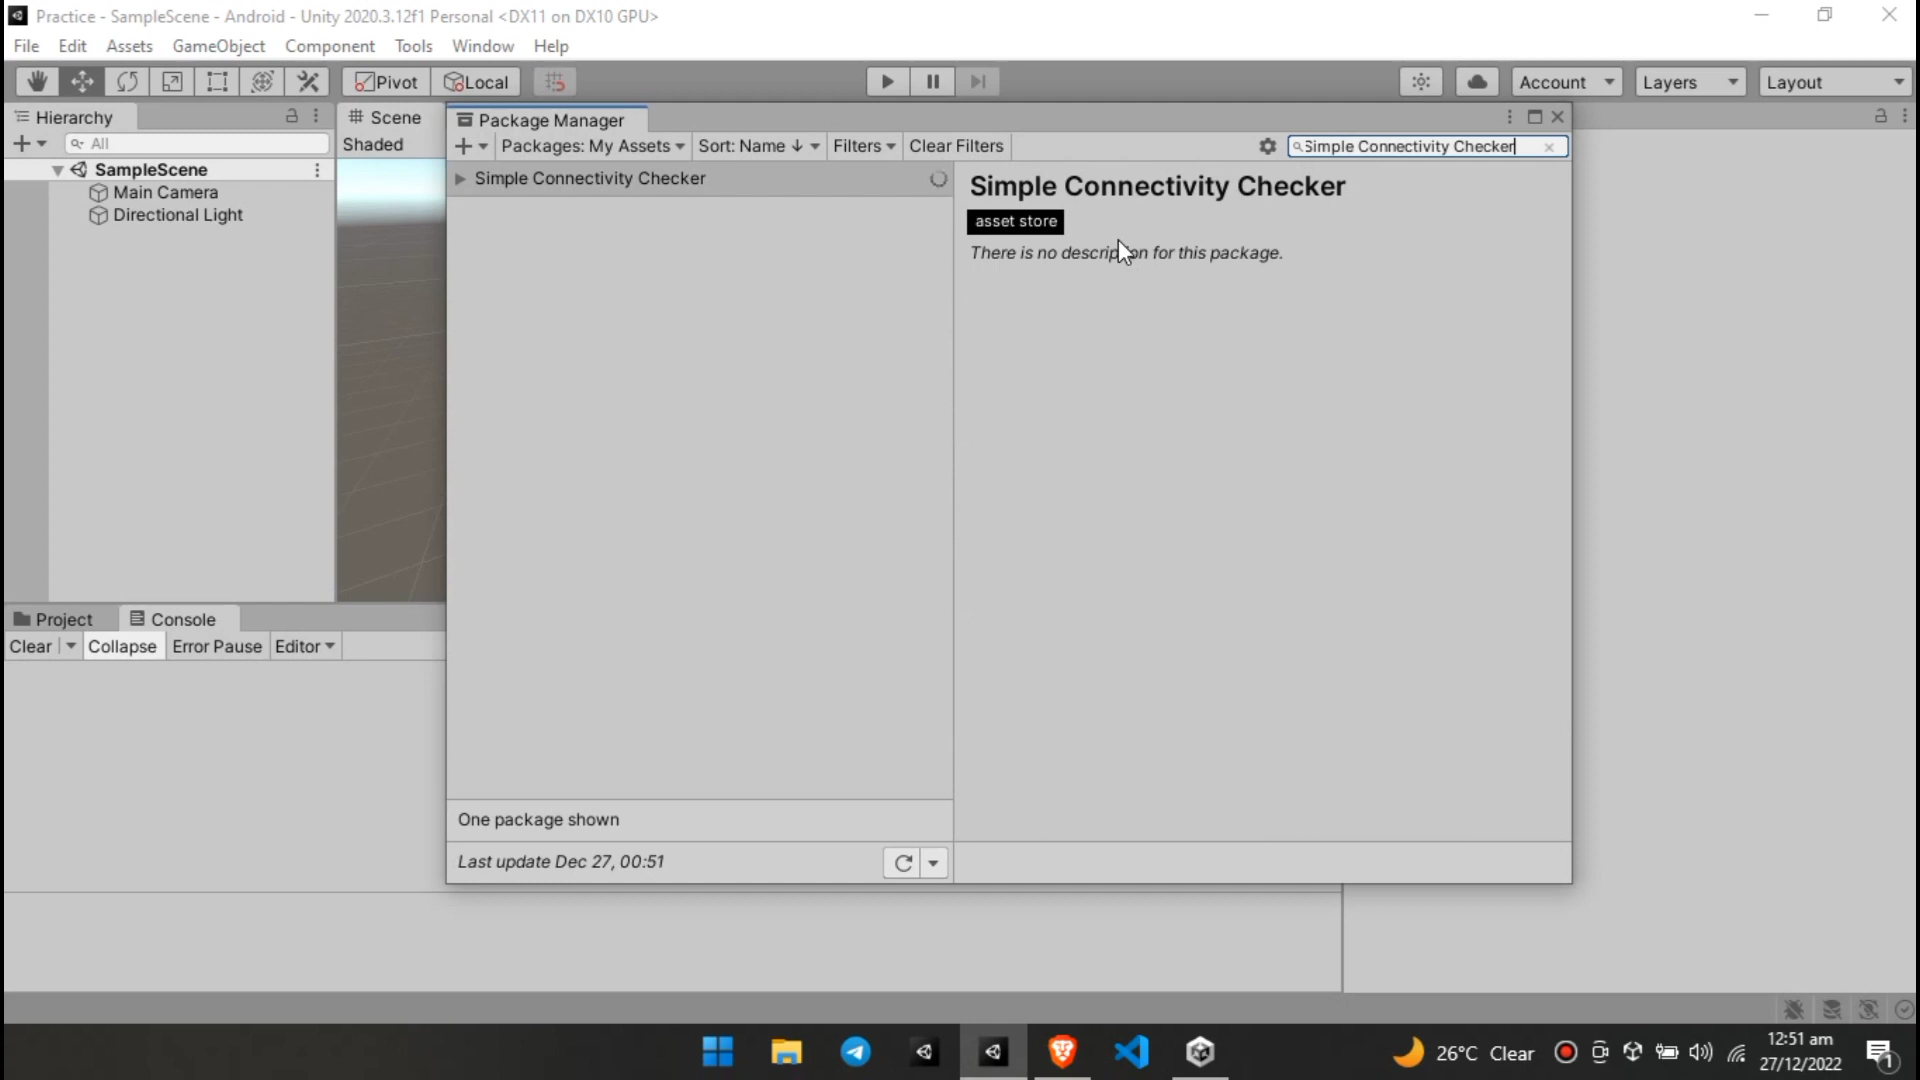 Practice - SampleScene - Android - Unity 2020.3.12f1 Personal <DX11 on DX10 GPU>
File Edit Assets GameObject Component Tools Window Help
Pivot Local Account Layers Layout
Hierarchy
All
SampleScene
Main Camera
Directional Light
Scene
Shaded
Package Manager
Packages: My Assets Sort: Name ↓ Filters Clear Filters Simple Connectivity Checker
Simple Connectivity Checker
Simple Connectivity Checker
asset store
There is no description for this package.
One package shown
Last update Dec 27, 00:51
Project Console
Clear Collapse Error Pause Editor
26°C Clear
12:51 am
27/12/2022
1